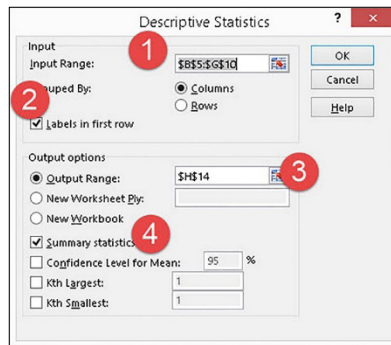 Descriptive Statistics ? X
Input
1
Input Range: $B$5:$G$10 OK
Cancel
Grouped By: Columns
Rows Help
2
Labels in first row
Output options
Output Range: $H$14 3
New Worksheet Ply:
New Workbook
4
Summary statistics
Confidence Level for Mean: 95 %
Kth Largest: 1
Kth Smallest: 1